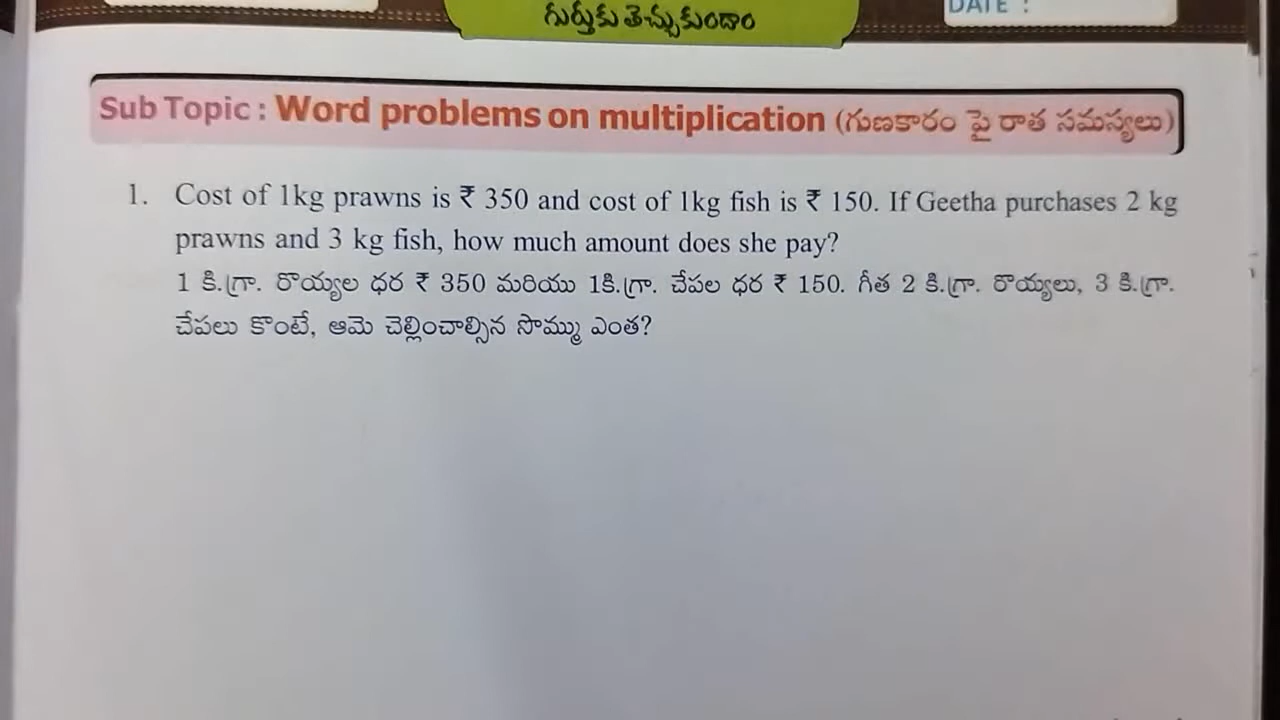 గుర్తుకు తెచ్చుకుందాం
DATE :
Sub Topic : Word problems on multiplication (గుణకారం పై రాత సమస్యలు)
1. Cost of 1kg prawns is ₹ 350 and cost of 1kg fish is ₹ 150. If Geetha purchases 2 kg
prawns and 3 kg fish, how much amount does she pay?
1 కి.గ్రా. రొయ్యల ధర ₹ 350 మరియు 1కి.గ్రా. చేపల ధర ₹ 150. గీత 2 కి.గ్రా. రొయ్యలు, 3 కి.గ్రా.
చేపలు కొంటే, ఆమె చెల్లించాల్సిన సొమ్ము ఎంత?